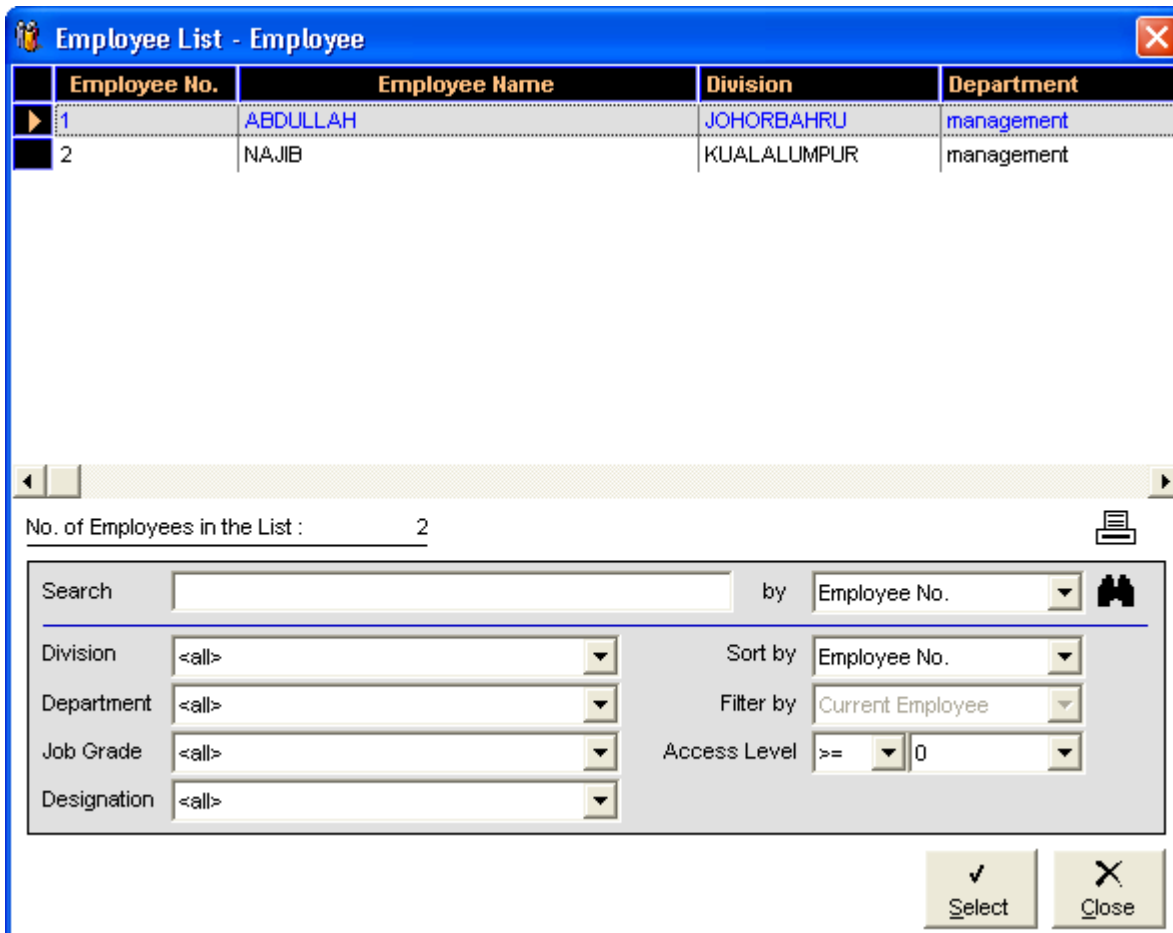 Employee List - Employee
Employee No. Employee Name Division Department
1 ABDULLAH JOHORBAHRU management
2 NAJIB KUALALUMPUR management
No. of Employees in the List : 2
Search by Employee No.
Division <all> Sort by Employee No.
Department <all> Filter by Current Employee
Job Grade <all> Access Level >= 0
Designation <all>
Select Close